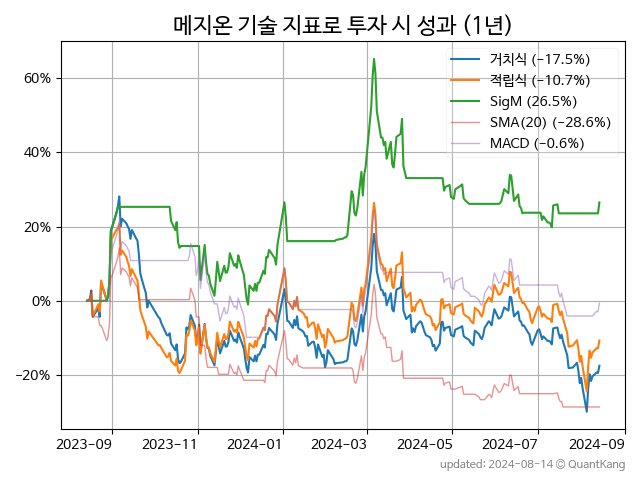 메지온 기술 지표로 투자 시 성과 (1년)
거치식 (−17.5%)
적립식 (−10.7%)
SigM (26.5%)
SMA(20) (−28.6%)
MACD (−0.6%)
60%
40%
20%
0%
−20%
2023-09 2023-11 2024-01 2024-03 2024-05 2024-07 2024-09
updated: 2024-08-14 © QuantKang